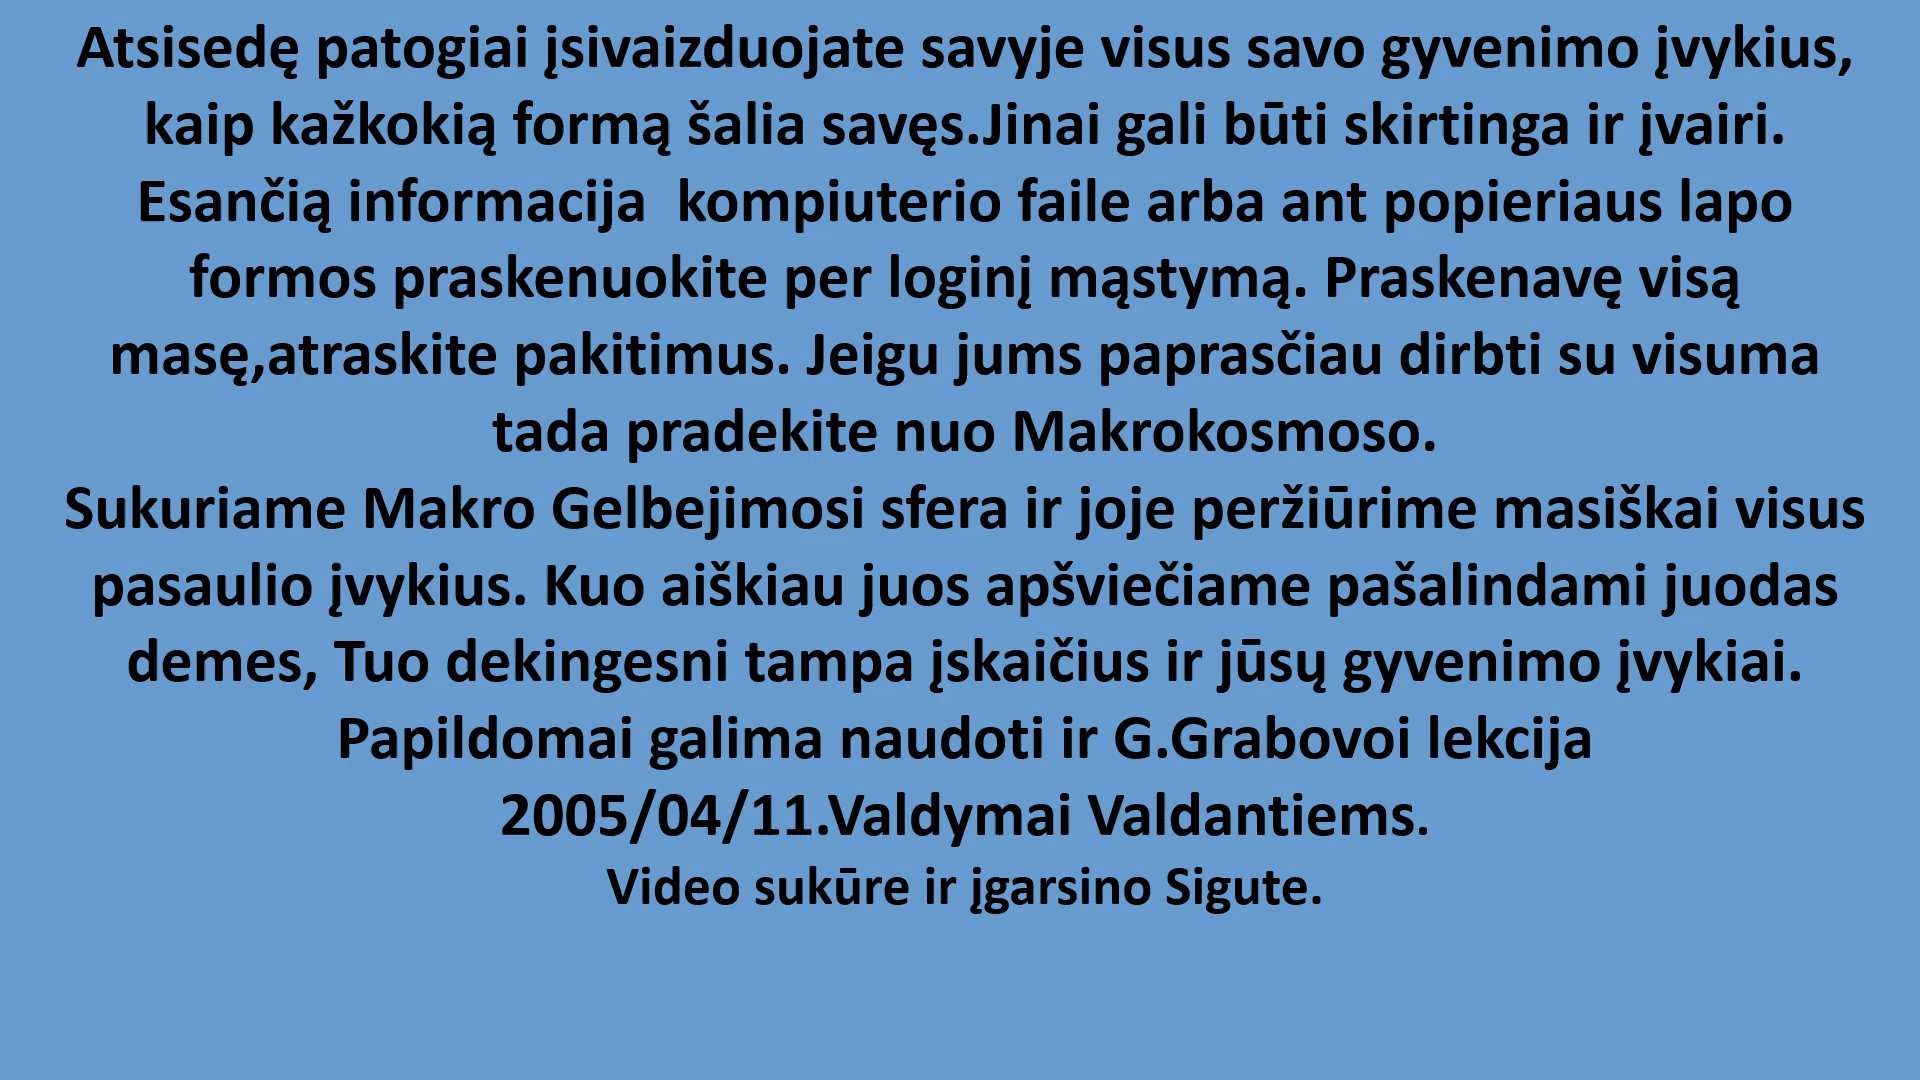 Atsisedę patogiai įsivaizduojate savyje visus savo gyvenimo įvykius,
kaip kažkokią formą šalia savęs.Jinai gali būti skirtinga ir įvairi.
Esančią informacija  kompiuterio faile arba ant popieriaus lapo
formos praskenuokite per loginį mąstymą. Praskenavę visą
masę,atraskite pakitimus. Jeigu jums paprasčiau dirbti su visuma
tada pradekite nuo Makrokosmoso.
Sukuriame Makro Gelbejimosi sfera ir joje peržiūrime masiškai visus
pasaulio įvykius. Kuo aiškiau juos apšviečiame pašalindami juodas
demes, Tuo dekingesni tampa įskaičius ir jūsų gyvenimo įvykiai.
Papildomai galima naudoti ir G.Grabovoi lekcija
2005/04/11.Valdymai Valdantiems.
Video sukūre ir įgarsino Sigute.